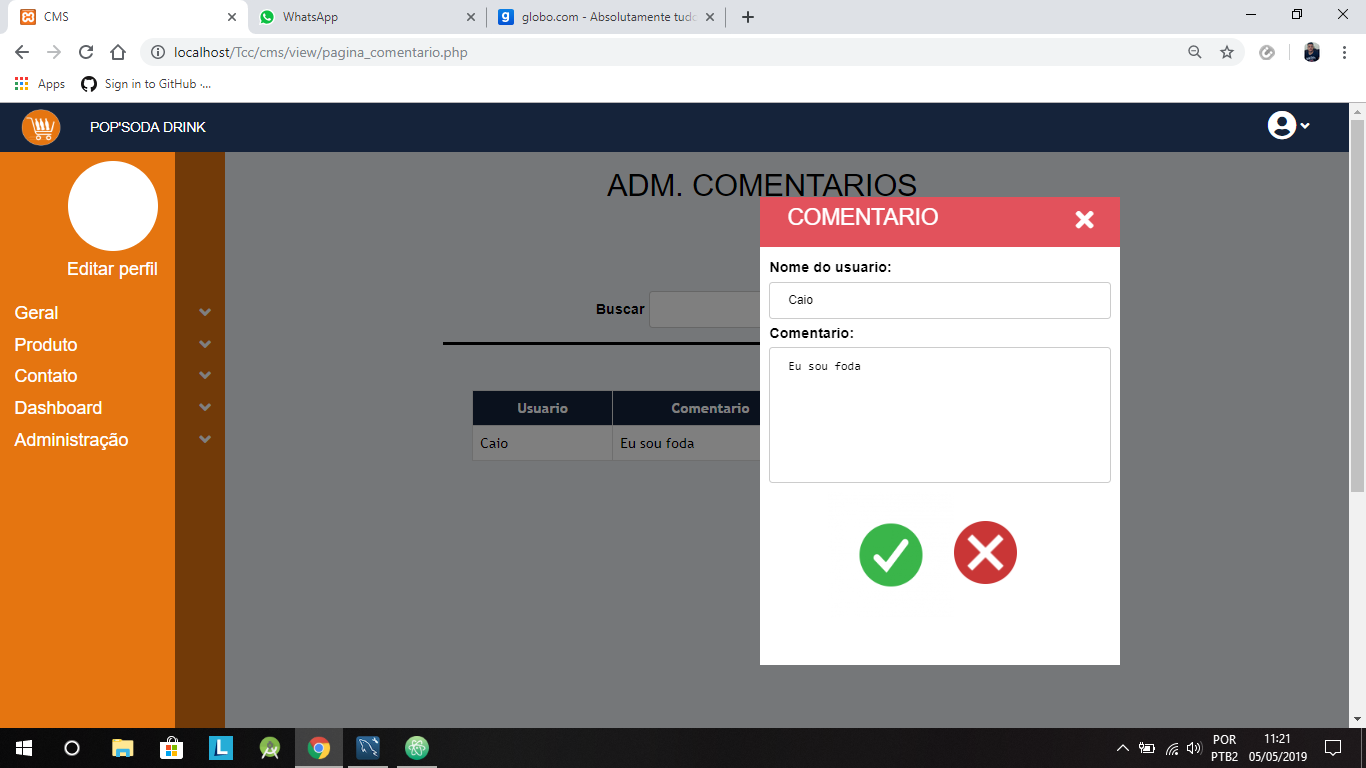 CMS
WhatsApp
globo.com - Absolutamente tudo
localhost/Tcc/cms/view/pagina_comentario.php
Apps
Sign in to GitHub ·...
POP'SODA DRINK
ADM. COMENTARIOS
COMENTARIO
Editar perfil
Nome do usuario:
Caio
Geral
Buscar
Comentario:
Produto
Eu sou foda
Contato
Dashboard
Usuario
Comentario
Administração
Caio
Eu sou foda
POR
11:21
PTB2
05/05/2019